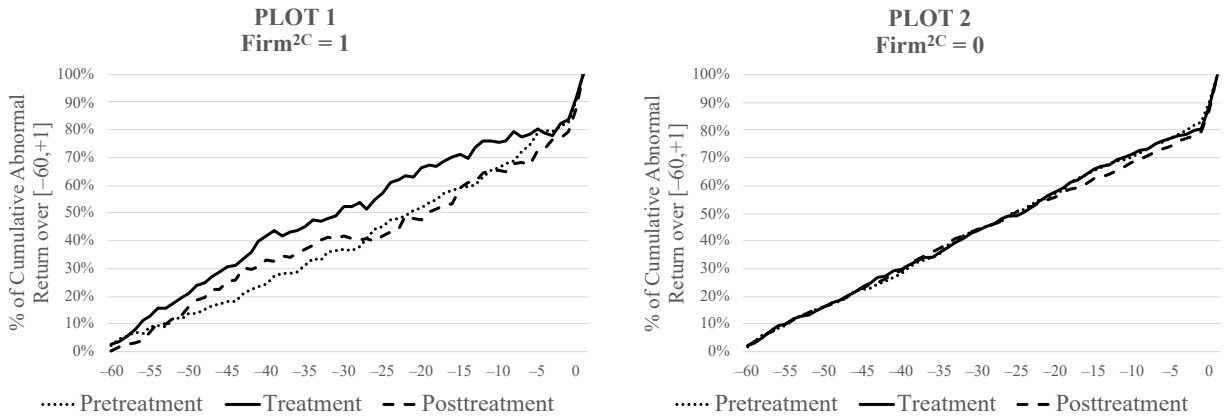 PLOT 1
Firm²ᶜ = 1
% of Cumulative Abnormal
Return over [–60,+1]
100%
90%
80%
70%
60%
50%
40%
30%
20%
10%
0%
–60 –55 –50 –45 –40 –35 –30 –25 –20 –15 –10 –5 0
Pretreatment Treatment Posttreatment
PLOT 2
Firm²ᶜ = 0
% of Cumulative Abnormal
Return over [–60,+1]
100%
90%
80%
70%
60%
50%
40%
30%
20%
10%
0%
–60 –55 –50 –45 –40 –35 –30 –25 –20 –15 –10 –5 0
Pretreatment Treatment Posttreatment